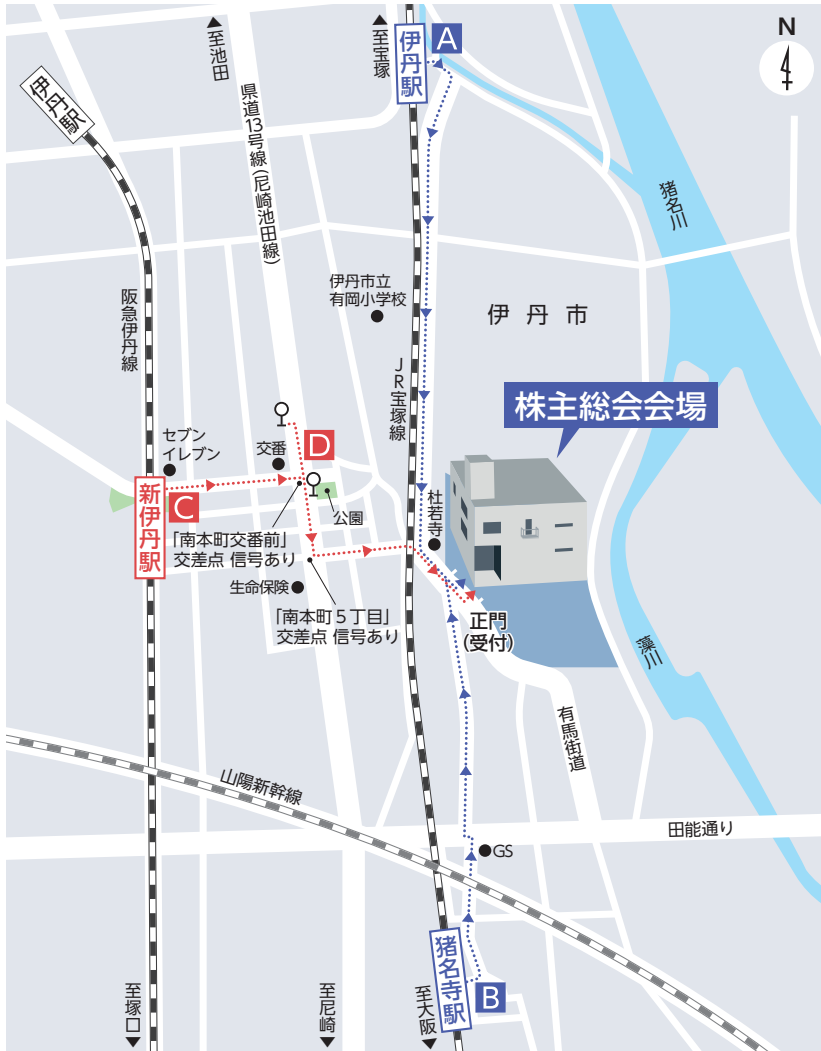 至池田
至宝塚
伊丹駅
A
N
伊丹駅
県道13号線(尼崎池田線)
猪名川
阪急伊丹線
伊丹市立
有岡小学校
伊丹市
JR宝塚線
株主総会会場
セブン
イレブン
交番
D
新伊丹駅
C
公園
杜若寺
「南本町交番前」
交差点 信号あり
生命保険
「南本町5丁目」
交差点 信号あり
正門
(受付)
藻川
有馬街道
山陽新幹線
田能通り
GS
猪名寺駅
B
至塚口
至尼崎
至大阪